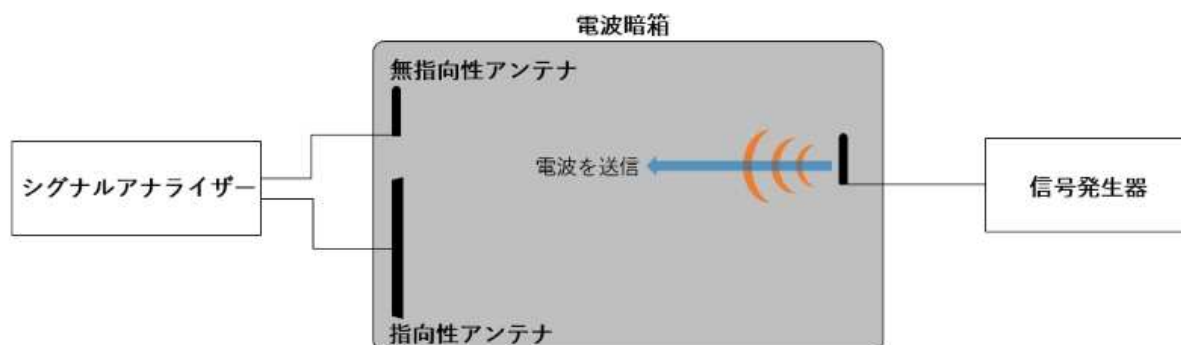 電波暗箱
無指向性アンテナ
電波を送信
シグナルアナライザー
信号発生器
指向性アンテナ